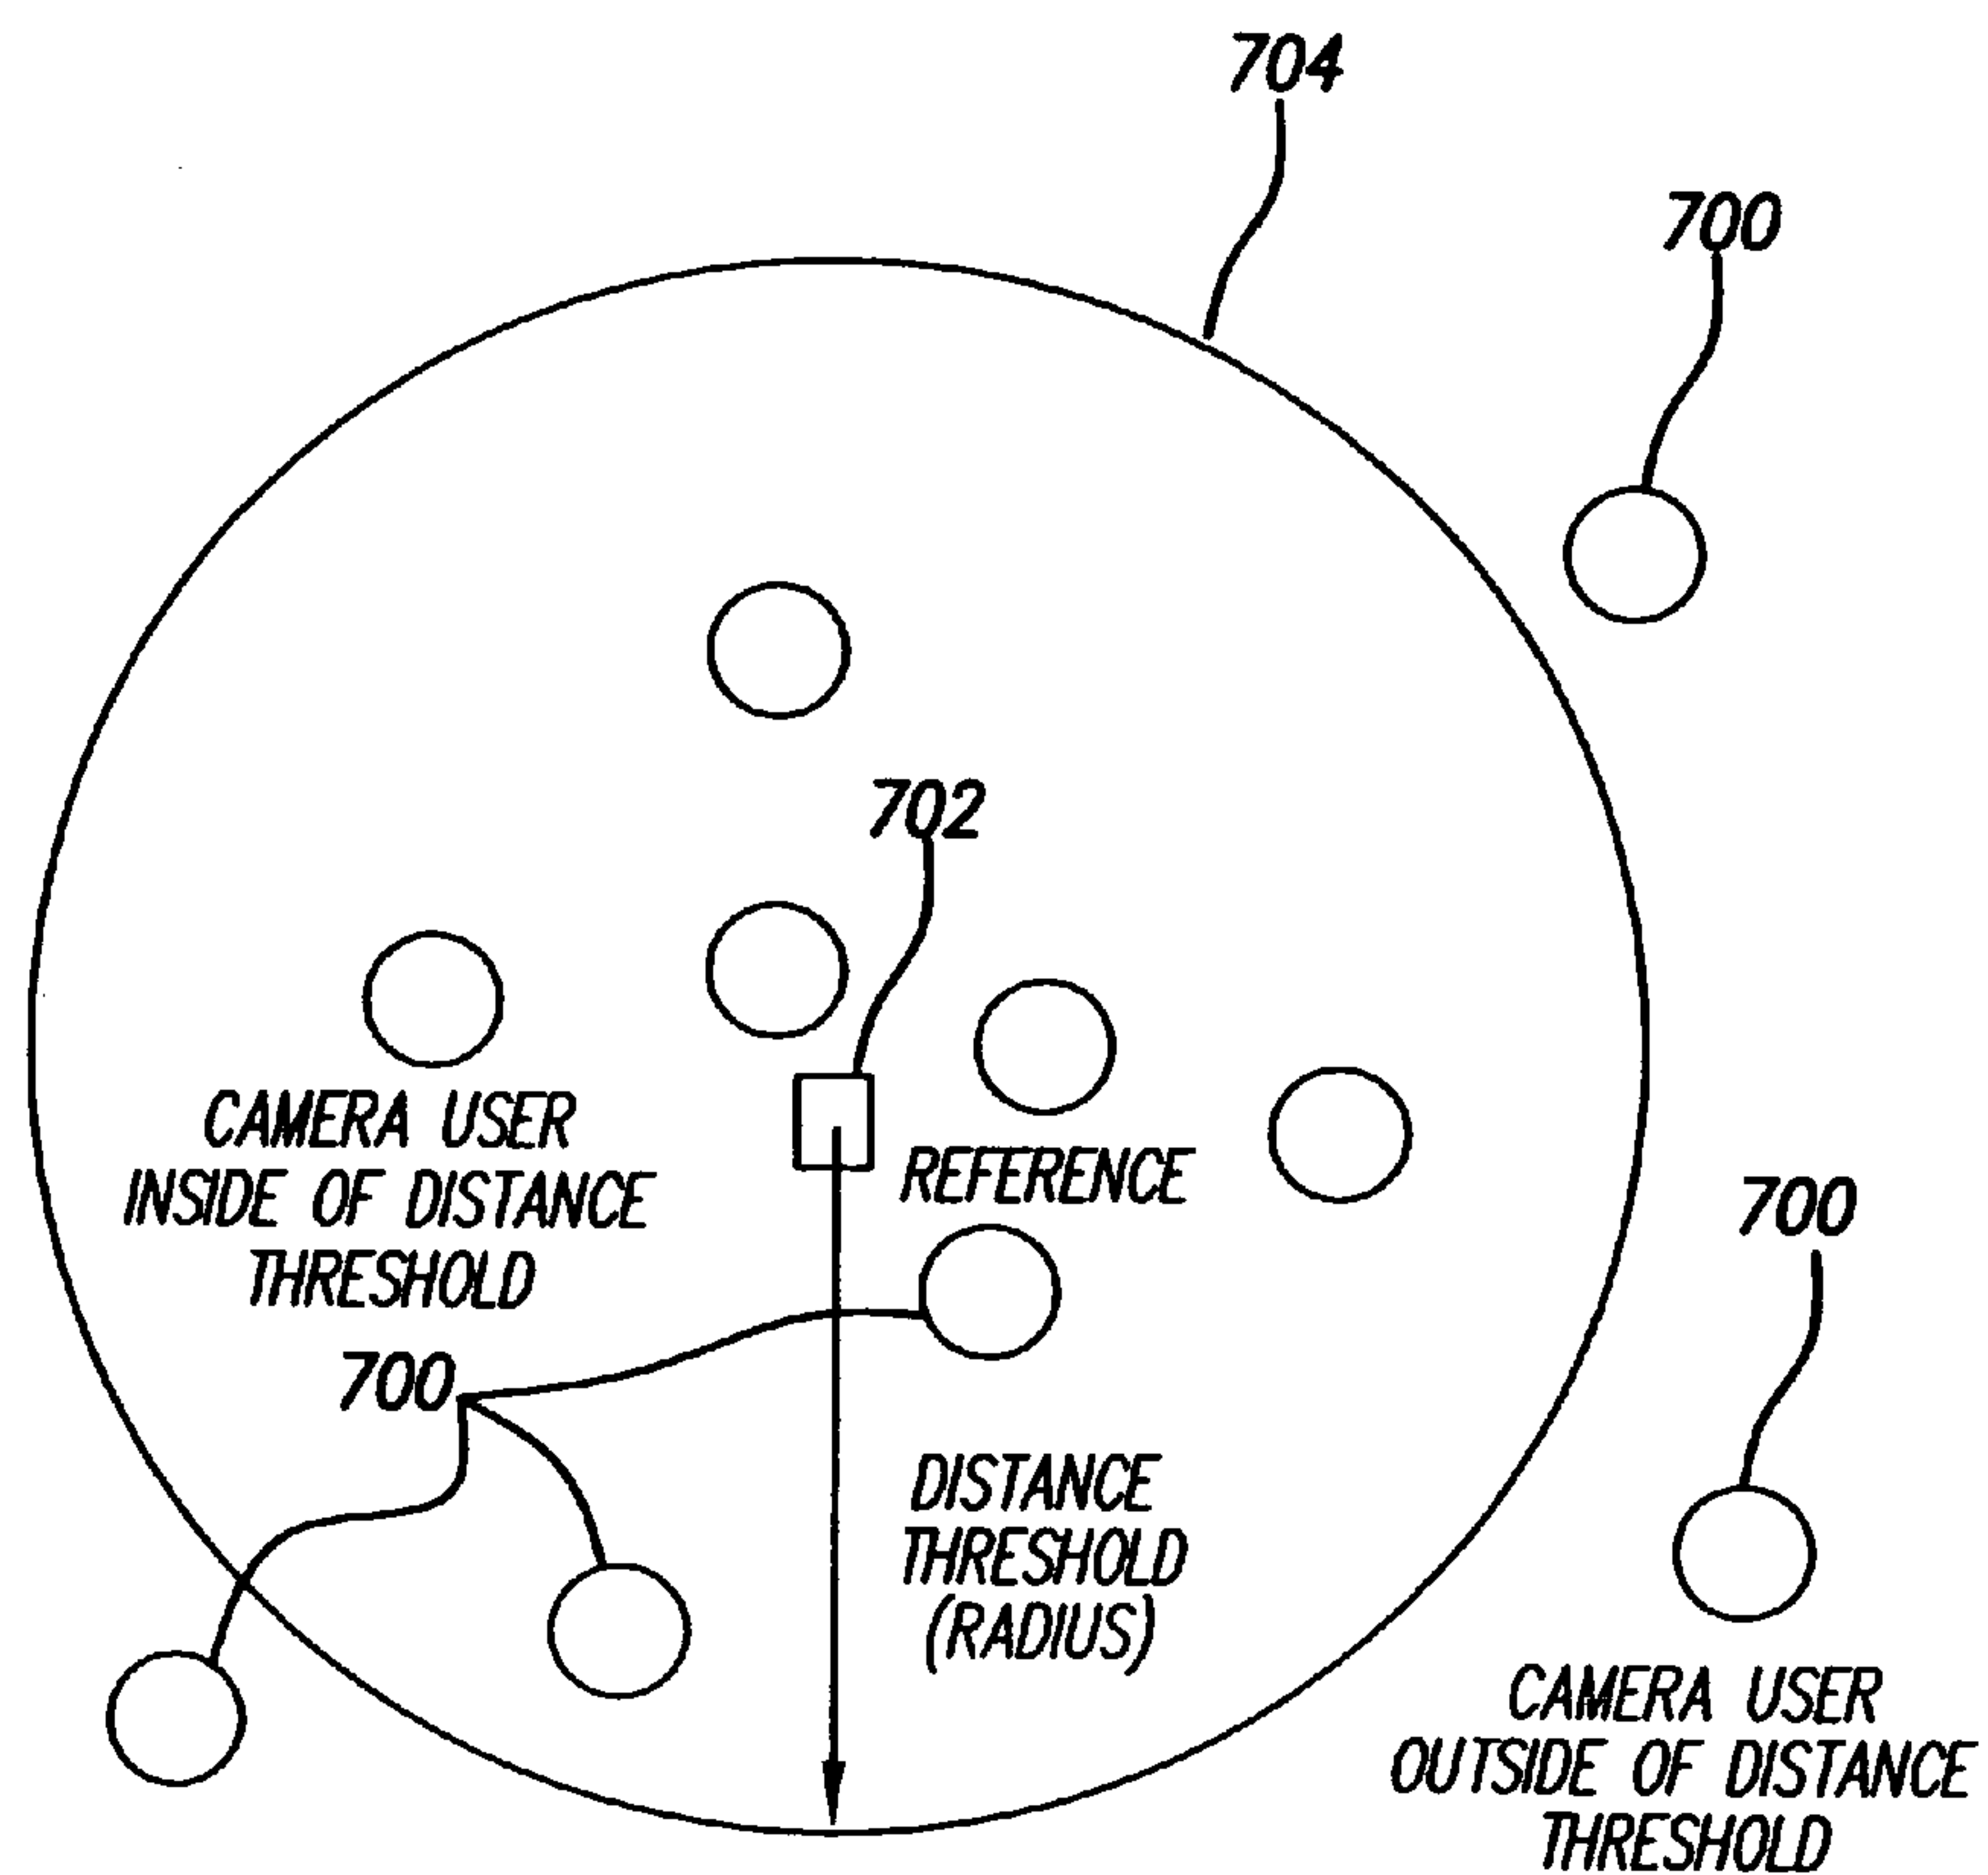 704
700
702
CAMERA USER
INSIDE OF DISTANCE
THRESHOLD
REFERENCE
700
700
DISTANCE
THRESHOLD
(RADIUS)
CAMERA USER
OUTSIDE OF DISTANCE
THRESHOLD